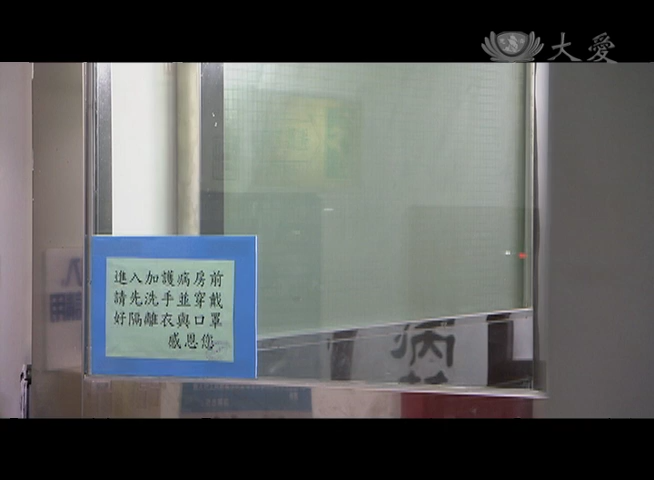 大愛
進入加護病房前
請先洗手並穿戴
好隔離衣與口罩
感恩您
病